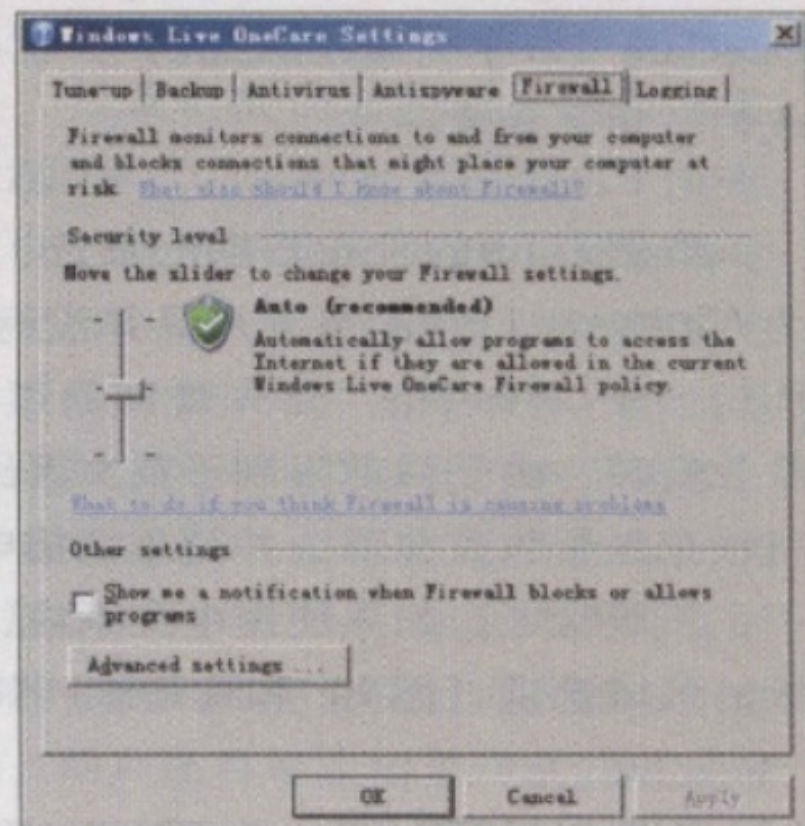 Windows Live OneCare Settings
Tune-up Backup Antivirus Antispyware Firewall Logging
Firewall monitors connections to and from your computer
and blocks connections that might place your computer at
risk What else should I know about Firewall?
Security level
Move the slider to change your Firewall settings.
Auto (recommended)
Automatically allow programs to access the
Internet if they are allowed in the current
Windows Live OneCare Firewall policy.
What to do if you think Firewall is causing problems
Other settings
Show me a notification when Firewall blocks or allows
programs
Advanced settings ...
OK Cancel Apply